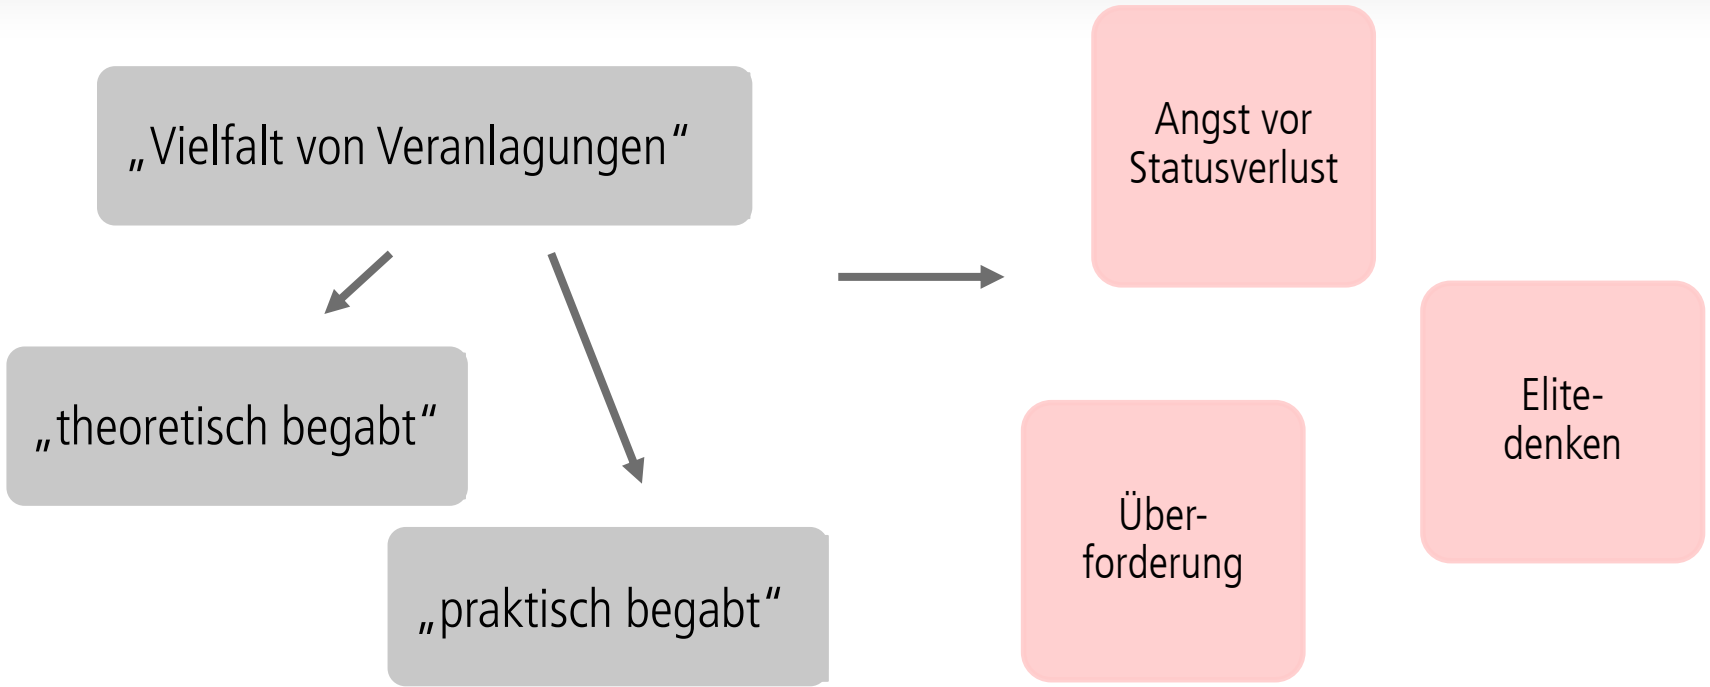 „Vielfalt von Veranlagungen“
„theoretisch begabt“
„praktisch begabt“
Angst vor
Statusverlust
Elite-
denken
Über-
forderung